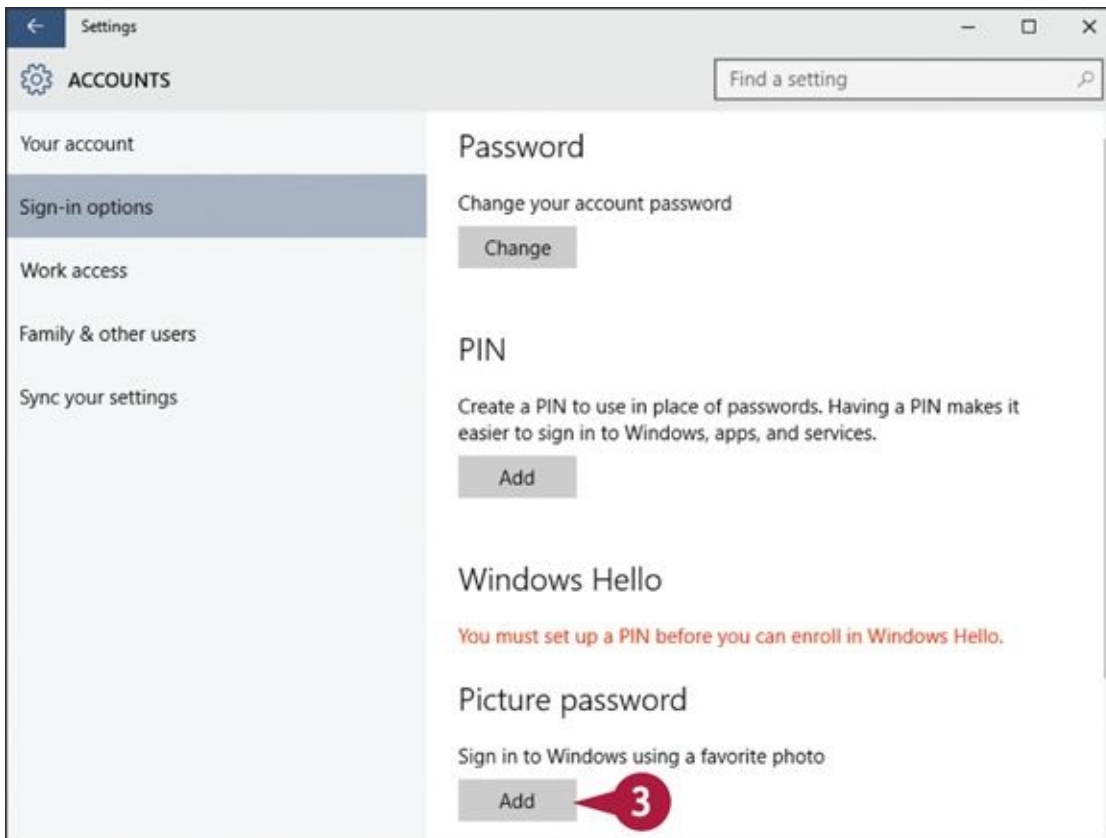 Settings
ACCOUNTS
Find a setting
Your account
Sign-in options
Work access
Family & other users
Sync your settings
Password
Change your account password
Change
PIN
Create a PIN to use in place of passwords. Having a PIN makes it
easier to sign in to Windows, apps, and services.
Add
Windows Hello
You must set up a PIN before you can enroll in Windows Hello.
Picture password
Sign in to Windows using a favorite photo
Add
3